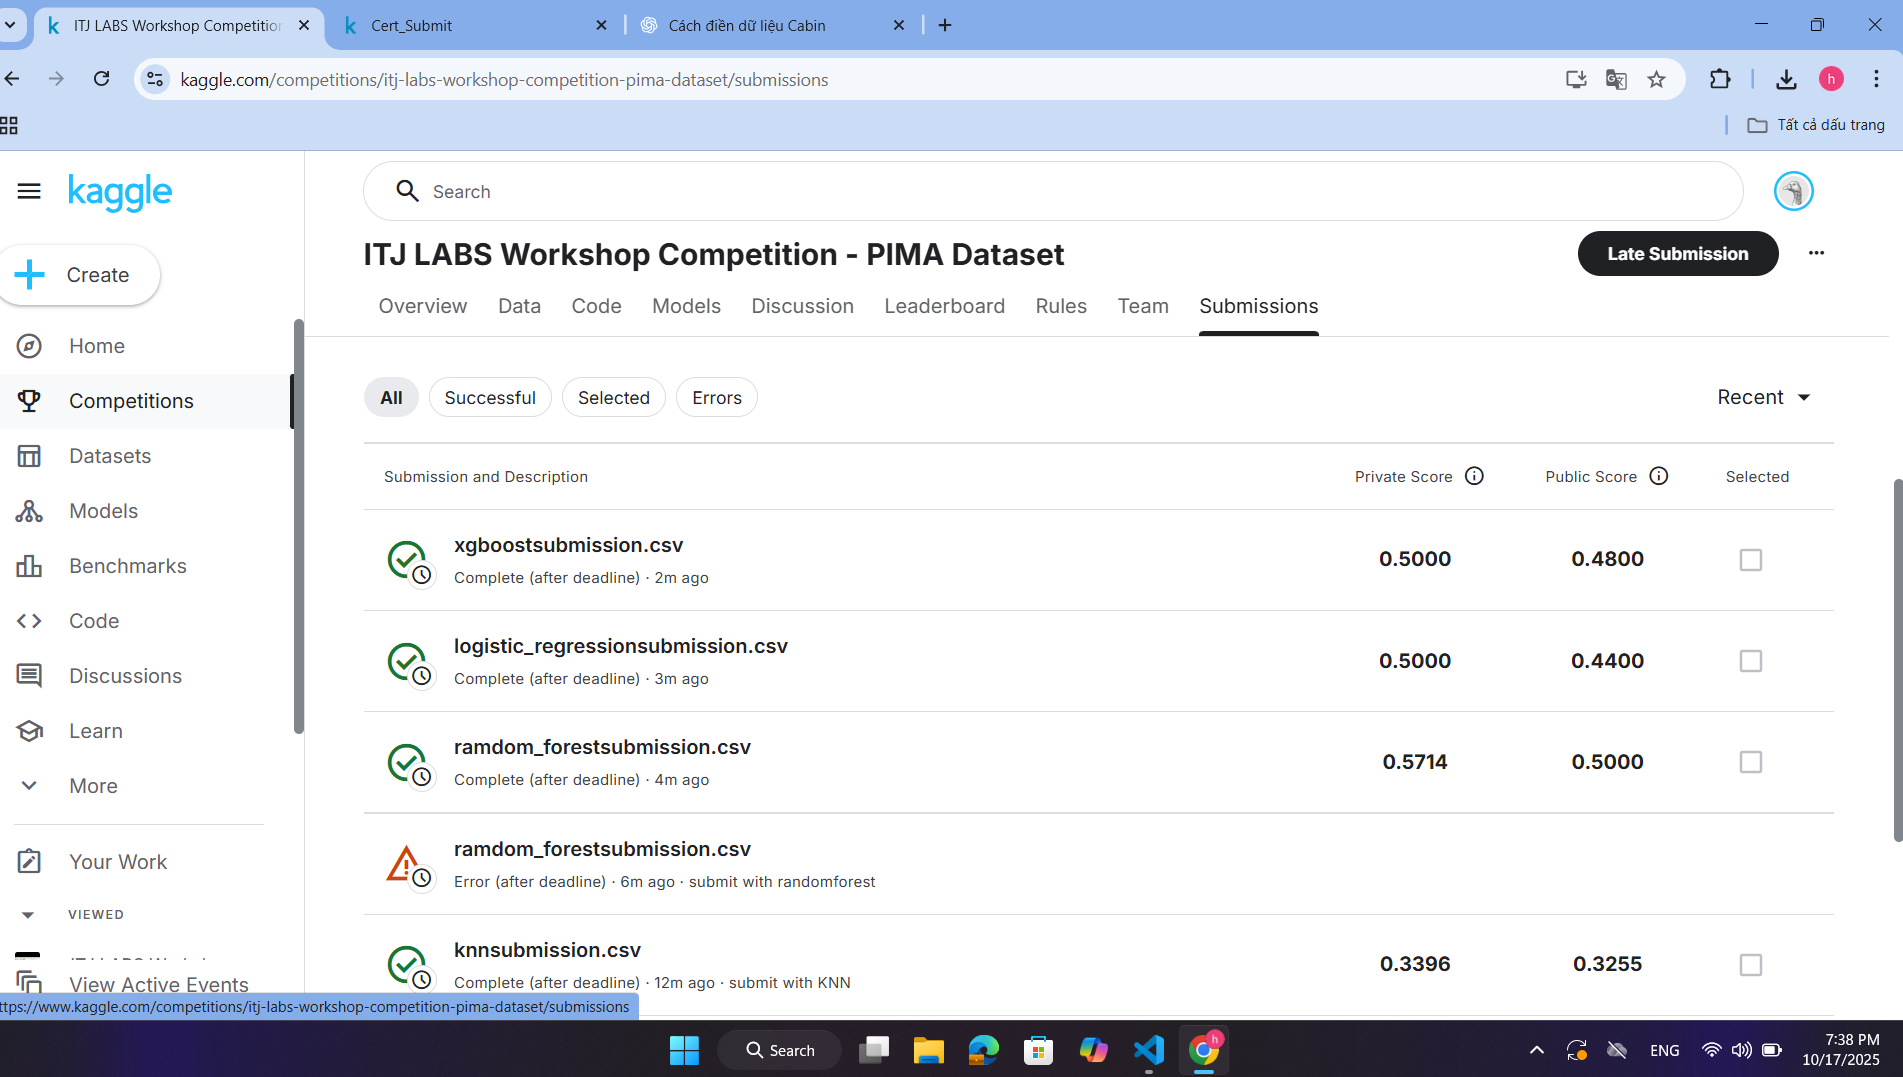 ITJ LABS Workshop Competition
Cert_Submit
Cách điền dữ liệu Cabin
kaggle.com/competitions/itj-labs-workshop-competition-pima-dataset/submissions
h
Tất cả dấu trang
kaggle
Search
Create
ITJ LABS Workshop Competition - PIMA Dataset
Late Submission
Overview
Data
Code
Models
Discussion
Leaderboard
Rules
Team
Submissions
Home
Competitions
Datasets
Models
Benchmarks
Code
Discussions
Learn
More
Your Work
VIEWED
View Active Events
All
Successful
Selected
Errors
Recent
Submission and Description
Private Score
Public Score
Selected
xgboostsubmission.csv
Complete (after deadline) · 2m ago
0.5000
0.4800
logistic_regressionsubmission.csv
Complete (after deadline) · 3m ago
0.5000
0.4400
ramdom_forestsubmission.csv
Complete (after deadline) · 4m ago
0.5714
0.5000
ramdom_forestsubmission.csv
Error (after deadline) · 6m ago · submit with randomforest
knnsubmission.csv
Complete (after deadline) · 12m ago · submit with KNN
0.3396
0.3255
ttps://www.kaggle.com/competitions/itj-labs-workshop-competition-pima-dataset/submissions
Search
h
ENG
7:38 PM
10/17/2025